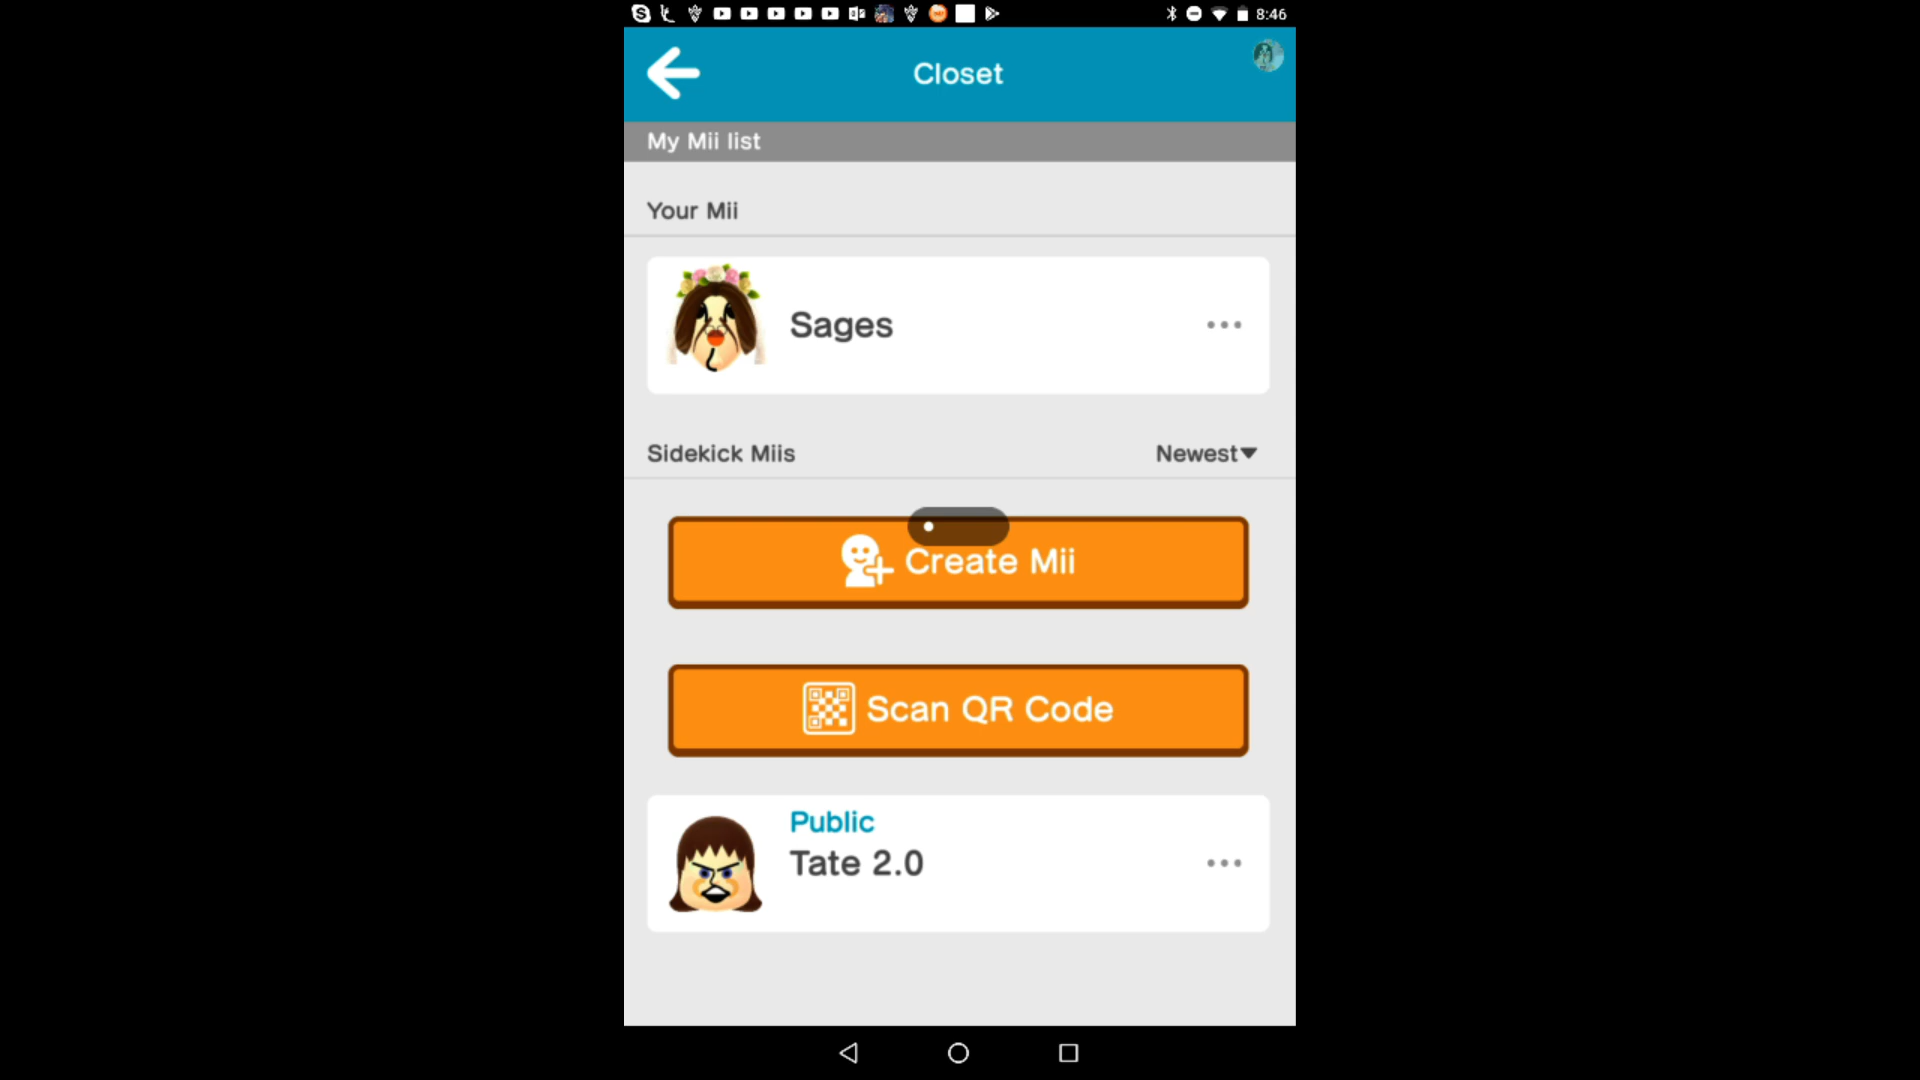 8:46
Closet
My Mii list
Your Mii
Sages
Sidekick Miis
Newest
Create Mii
Scan QR Code
Public
Tate 2.0